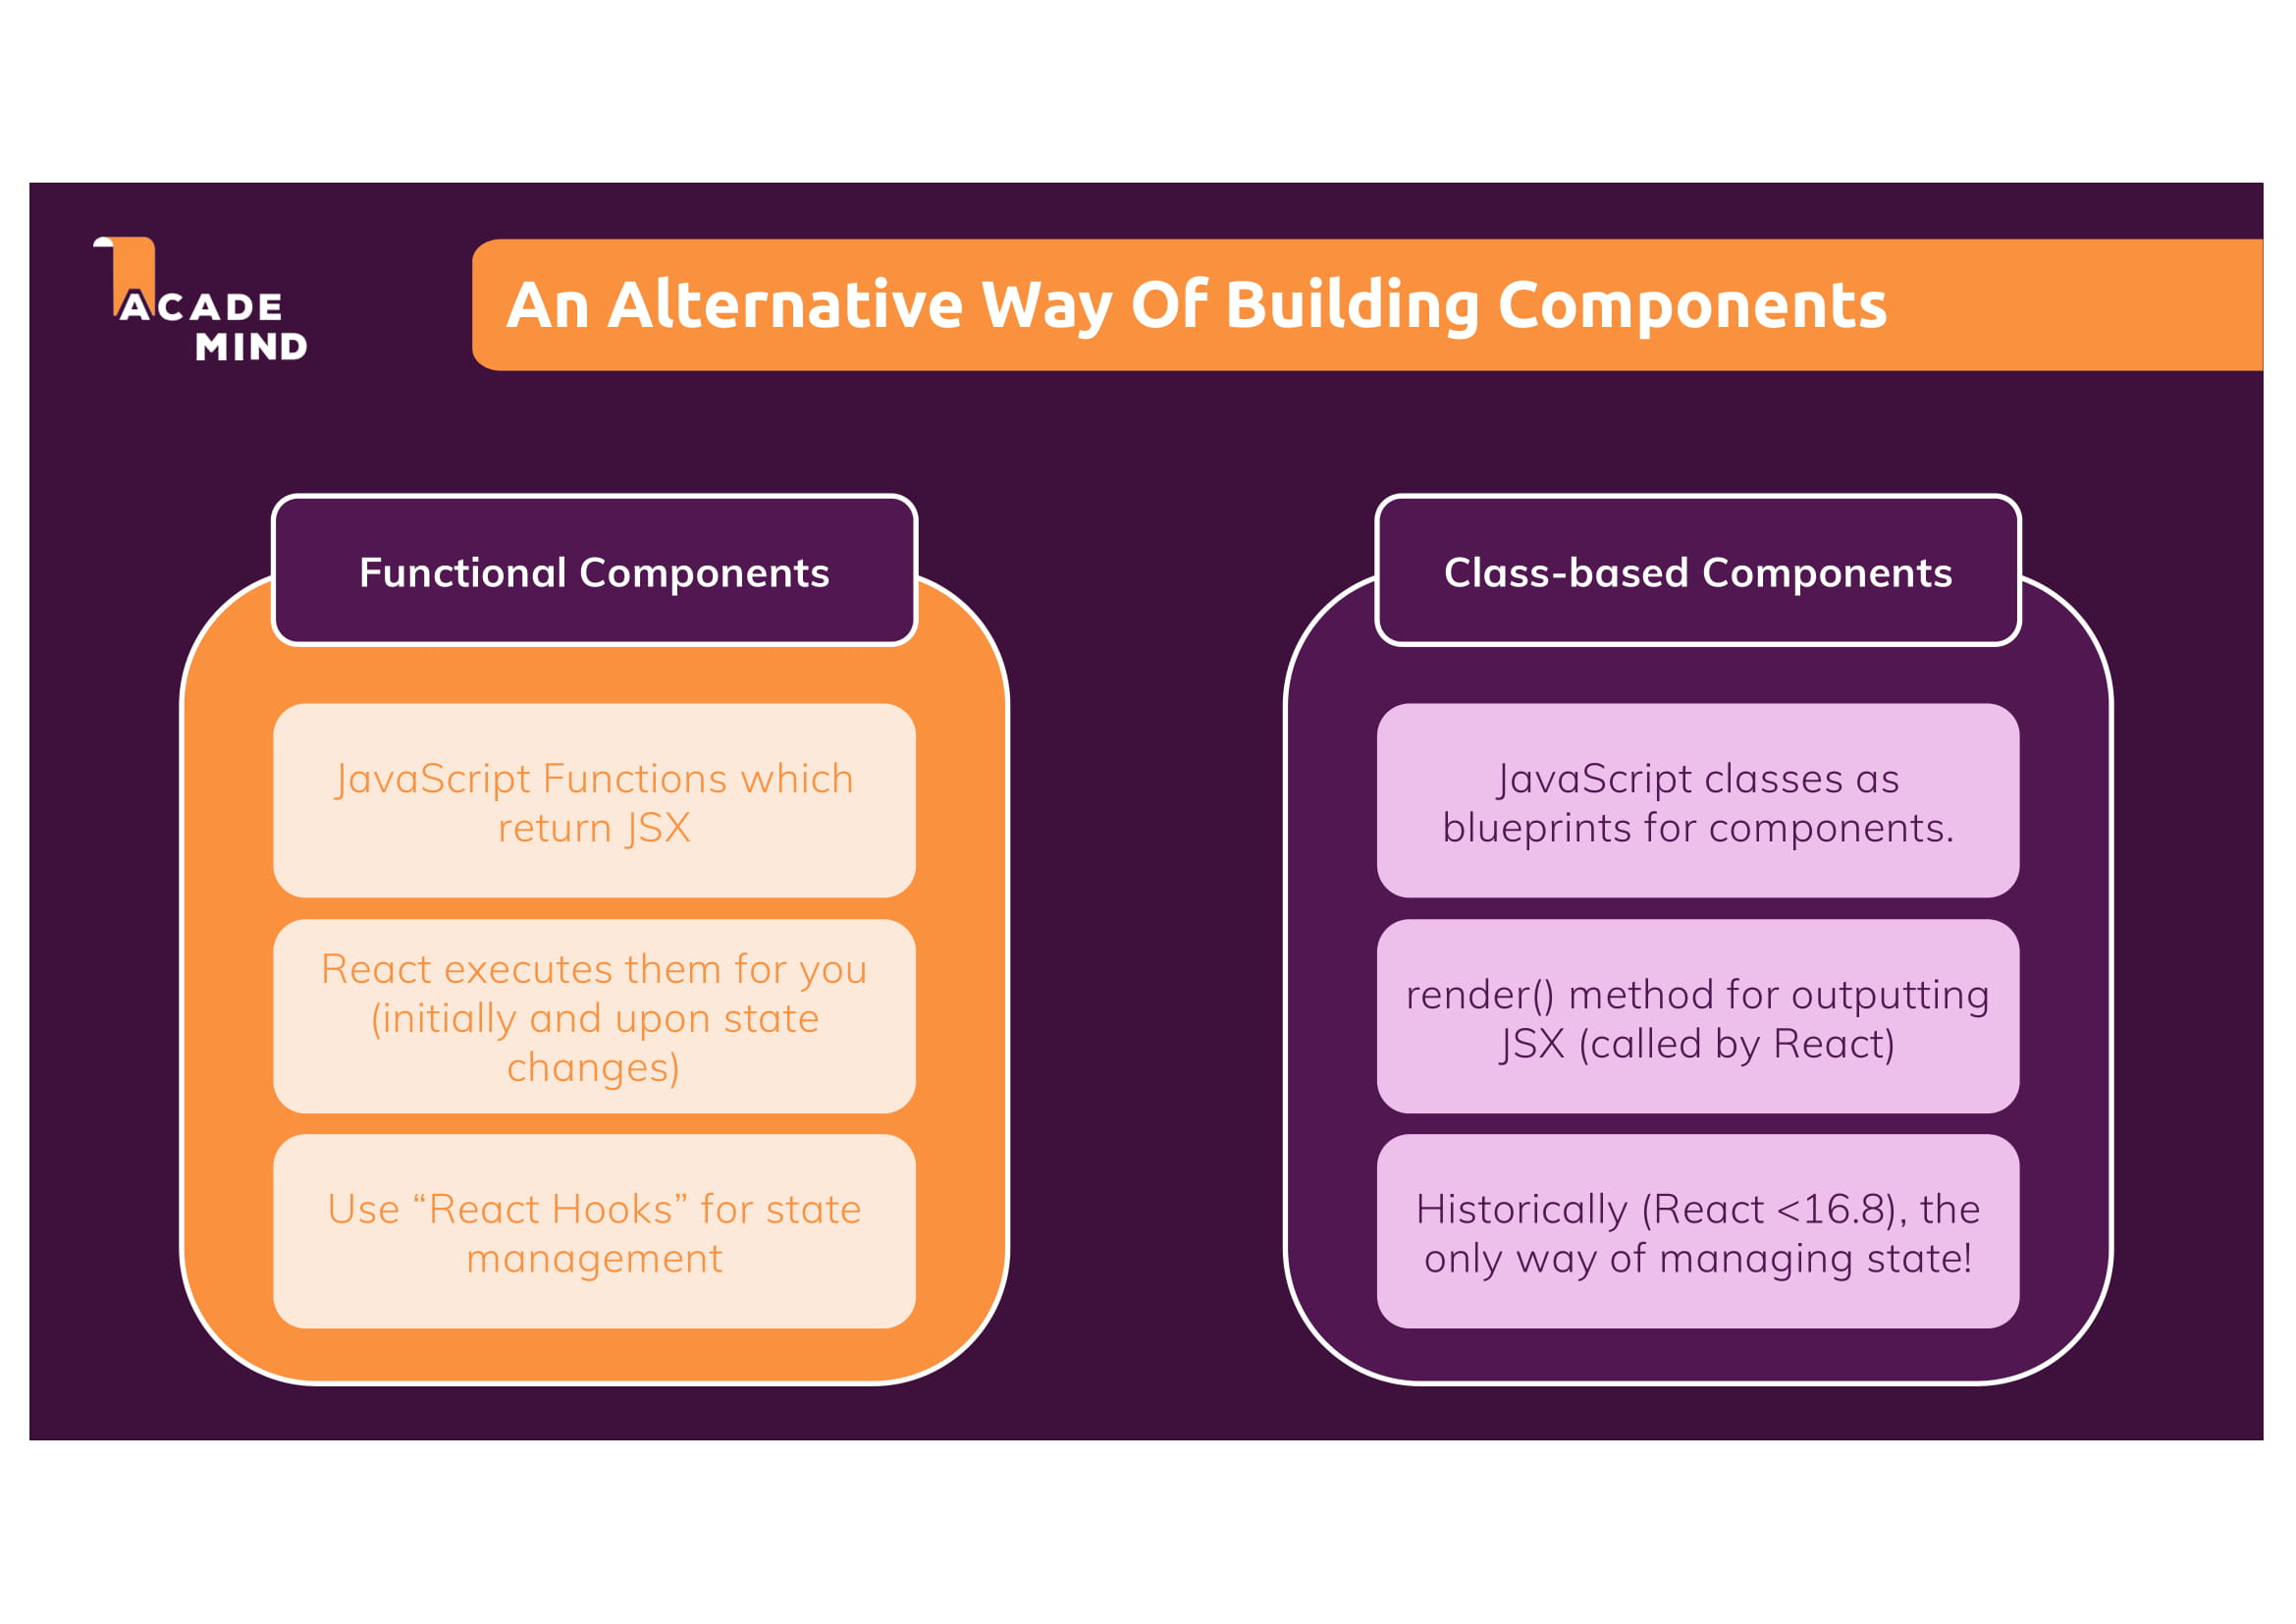 ACADE
MIND
An Alternative Way Of Building Components
Functional Components
JavaScript Functions which
return JSX
React executes them for you
(initially and upon state
changes)
Use “React Hooks” for state
management
Class-based Components
JavaScript classes as
blueprints for components.
render() method for outputting
JSX (called by React)
Historically (React <16.8), the
only way of managing state!